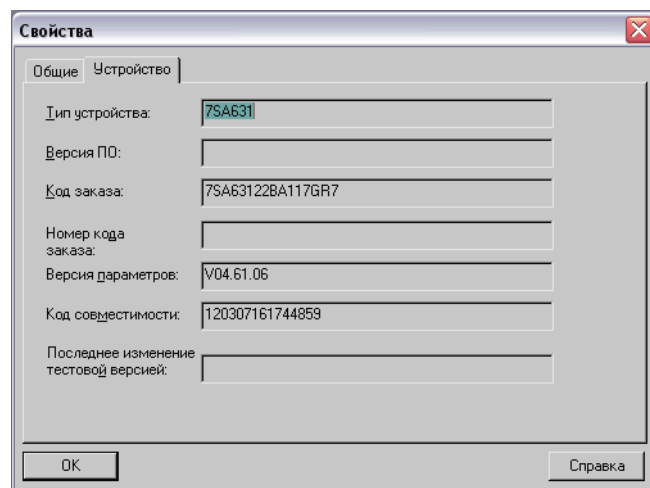 Свойства
Общие Устройство
Тип устройства: 7SA631
Версия ПО:
Код заказа: 7SA63122BA117GR7
Номер кода
заказа:
Версия параметров: V04.61.06
Код совместимости: 120307161744859
Последнее изменение
тестовой версией:
OK Справка